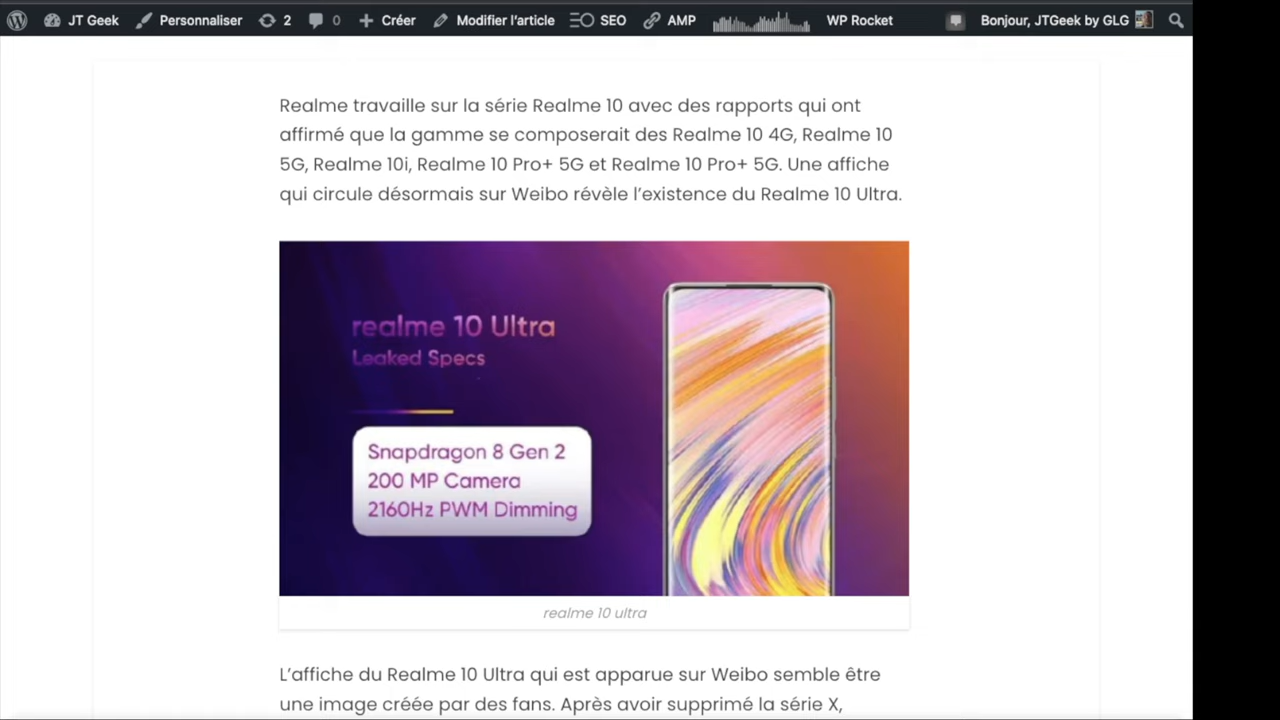 JT Geek Personnaliser 2 0 Créer Modifier l'article SEO AMP WP Rocket Bonjour, JTGeek by GLG
Realme travaille sur la série Realme 10 avec des rapports qui ont
affirmé que la gamme se composerait des Realme 10 4G, Realme 10
5G, Realme 10i, Realme 10 Pro+ 5G et Realme 10 Pro+ 5G. Une affiche
qui circule désormais sur Weibo révèle l'existence du Realme 10 Ultra.
realme 10 Ultra
Leaked Specs
Snapdragon 8 Gen 2
200 MP Camera
2160Hz PWM Dimming
realme 10 ultra
L'affiche du Realme 10 Ultra qui est apparue sur Weibo semble être
une image créée par des fans. Après avoir supprimé la série X,